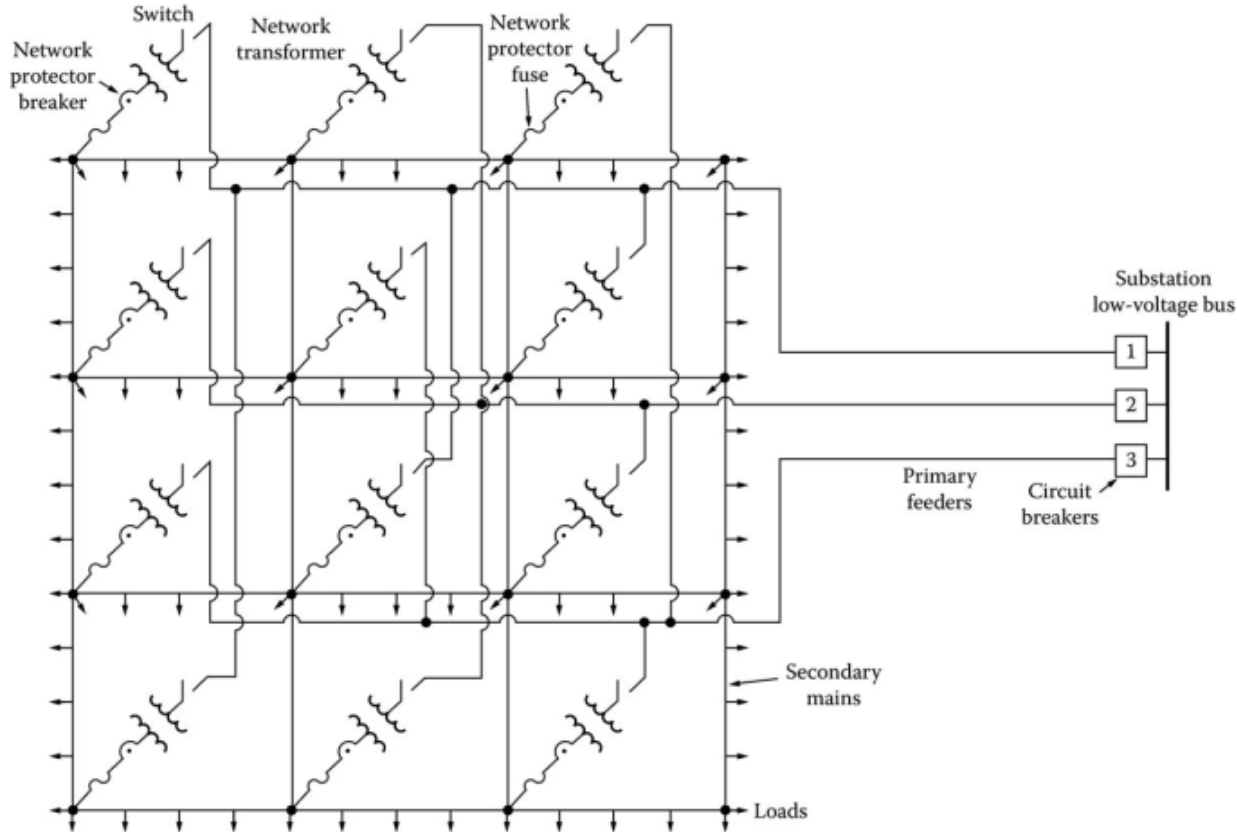 Switch
Network
protector
breaker
Network
transformer
Network
protector
fuse
Substation
low-voltage bus
1
2
3
Primary
feeders
Circuit
breakers
Secondary
mains
Loads